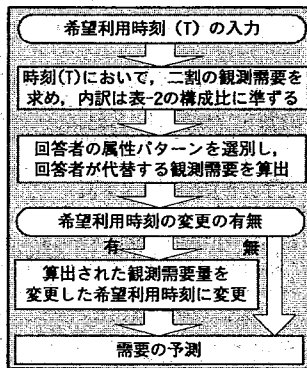 希望利用時刻(T)の入力
時刻(T)において，二割の観測需要を
求め，内訳は表-2の構成比に準ずる
回答者の属性パターンを選別し，
回答者が代替する観測需要を算出
希望利用時刻の変更の有無
有 無
算出された観測需要量を
変更した希望利用時刻に変更
需要の予測